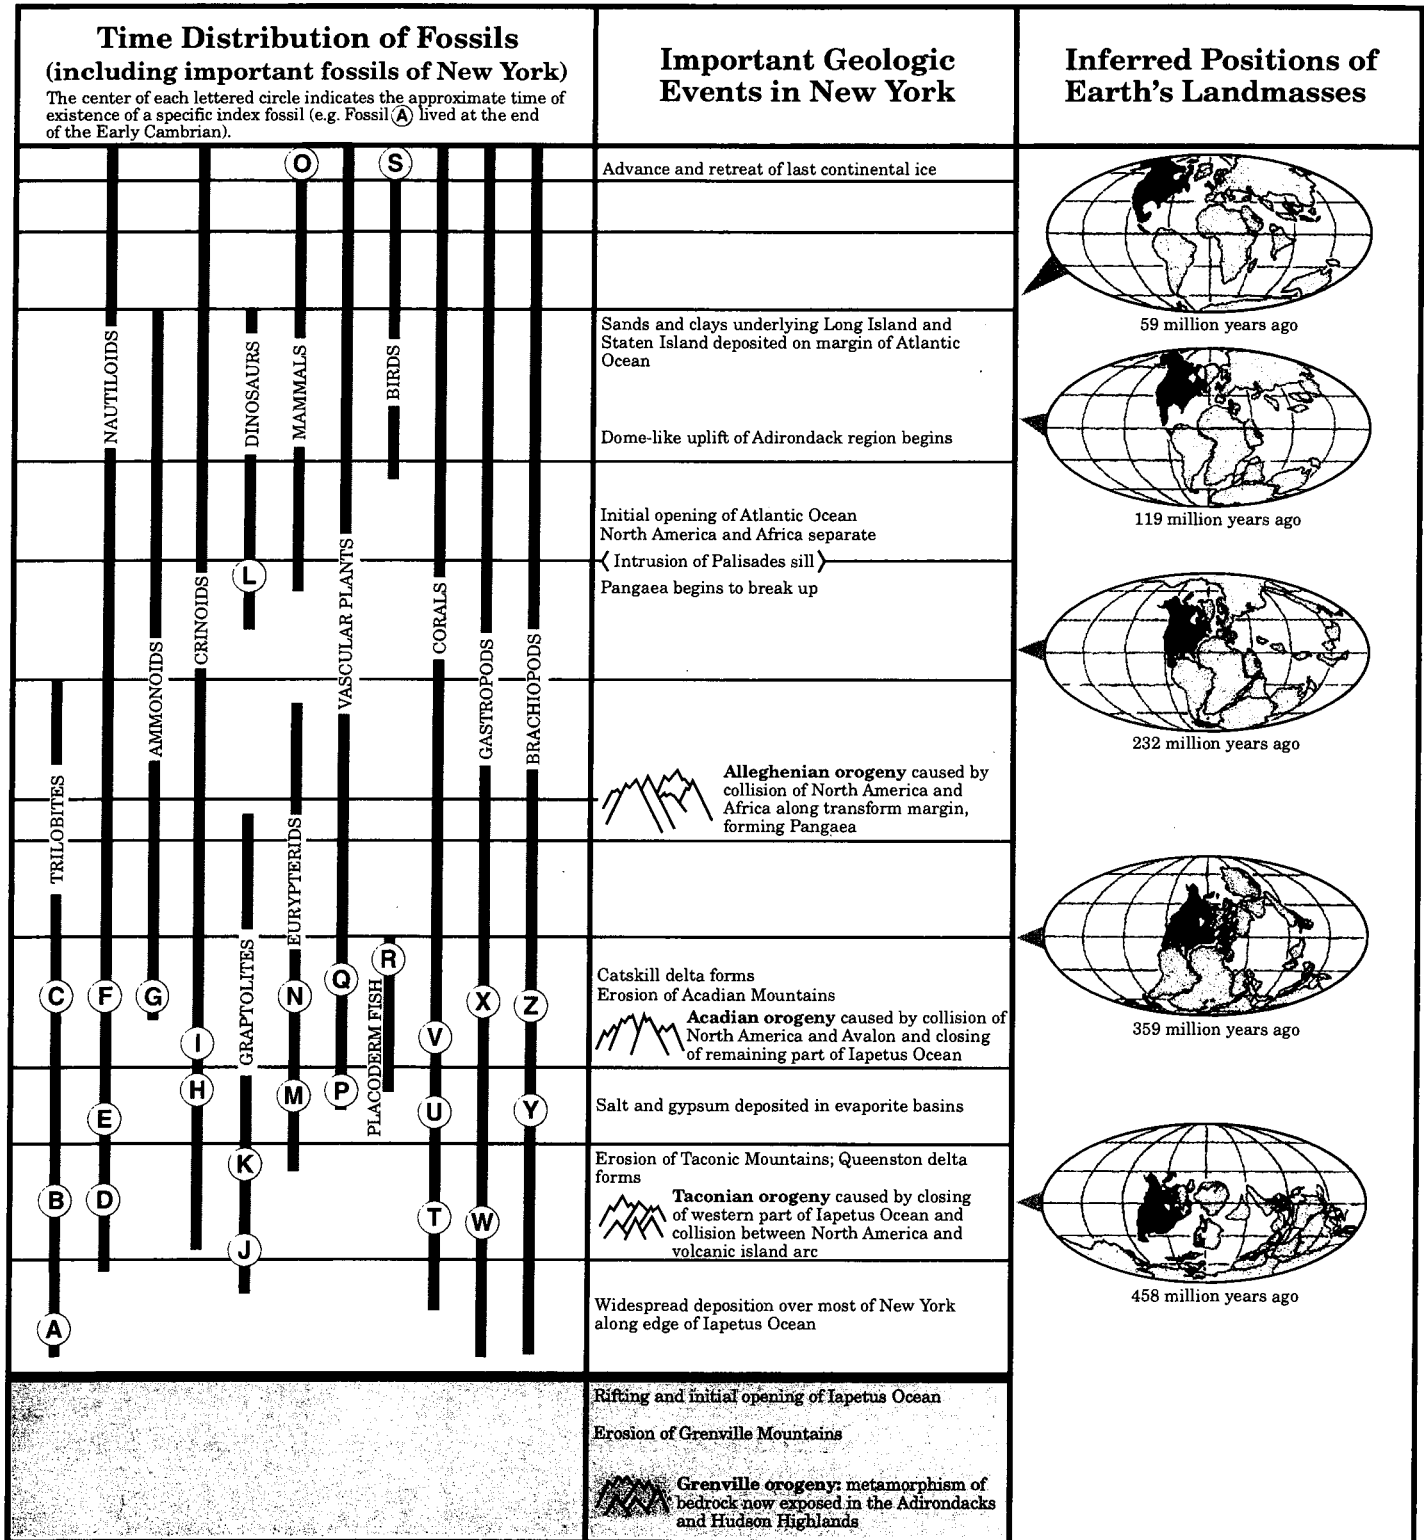 Time Distribution of Fossils
(including important fossils of New York)
The center of each lettered circle indicates the approximate time of
existence of a specific index fossil (e.g. Fossil Ⓐ lived at the end
of the Early Cambrian).
Important Geologic
Events in New York
Inferred Positions of
Earth's Landmasses
O
S
NAUTILOIDS
DINOSAURS
MAMMALS
BIRDS
L
CRINOIDS
VASCULAR PLANTS
CORALS
AMMONOIDS
GASTROPODS
BRACHIOPODS
TRILOBITES
EURYPTERIDS
GRAPTOLITES
PLACODERM FISH
R
Q
C
F
G
N
X
Z
I
V
H
M
P
E
U
Y
K
B
D
T
W
J
A
Advance and retreat of last continental ice
Sands and clays underlying Long Island and
Staten Island deposited on margin of Atlantic
Ocean
Dome-like uplift of Adirondack region begins
Initial opening of Atlantic Ocean
North America and Africa separate
Intrusion of Palisades sill
Pangaea begins to break up
Alleghenian orogeny caused by
collision of North America and
Africa along transform margin,
forming Pangaea
Catskill delta forms
Erosion of Acadian Mountains
Acadian orogeny caused by collision of
North America and Avalon and closing
of remaining part of Iapetus Ocean
Salt and gypsum deposited in evaporite basins
Erosion of Taconic Mountains; Queenston delta
forms
Taconian orogeny caused by closing
of western part of Iapetus Ocean and
collision between North America and
volcanic island arc
Widespread deposition over most of New York
along edge of Iapetus Ocean
Rifting and initial opening of Iapetus Ocean
Erosion of Grenville Mountains
Grenville orogeny: metamorphism of
bedrock now exposed in the Adirondacks
and Hudson Highlands
59 million years ago
119 million years ago
232 million years ago
359 million years ago
458 million years ago